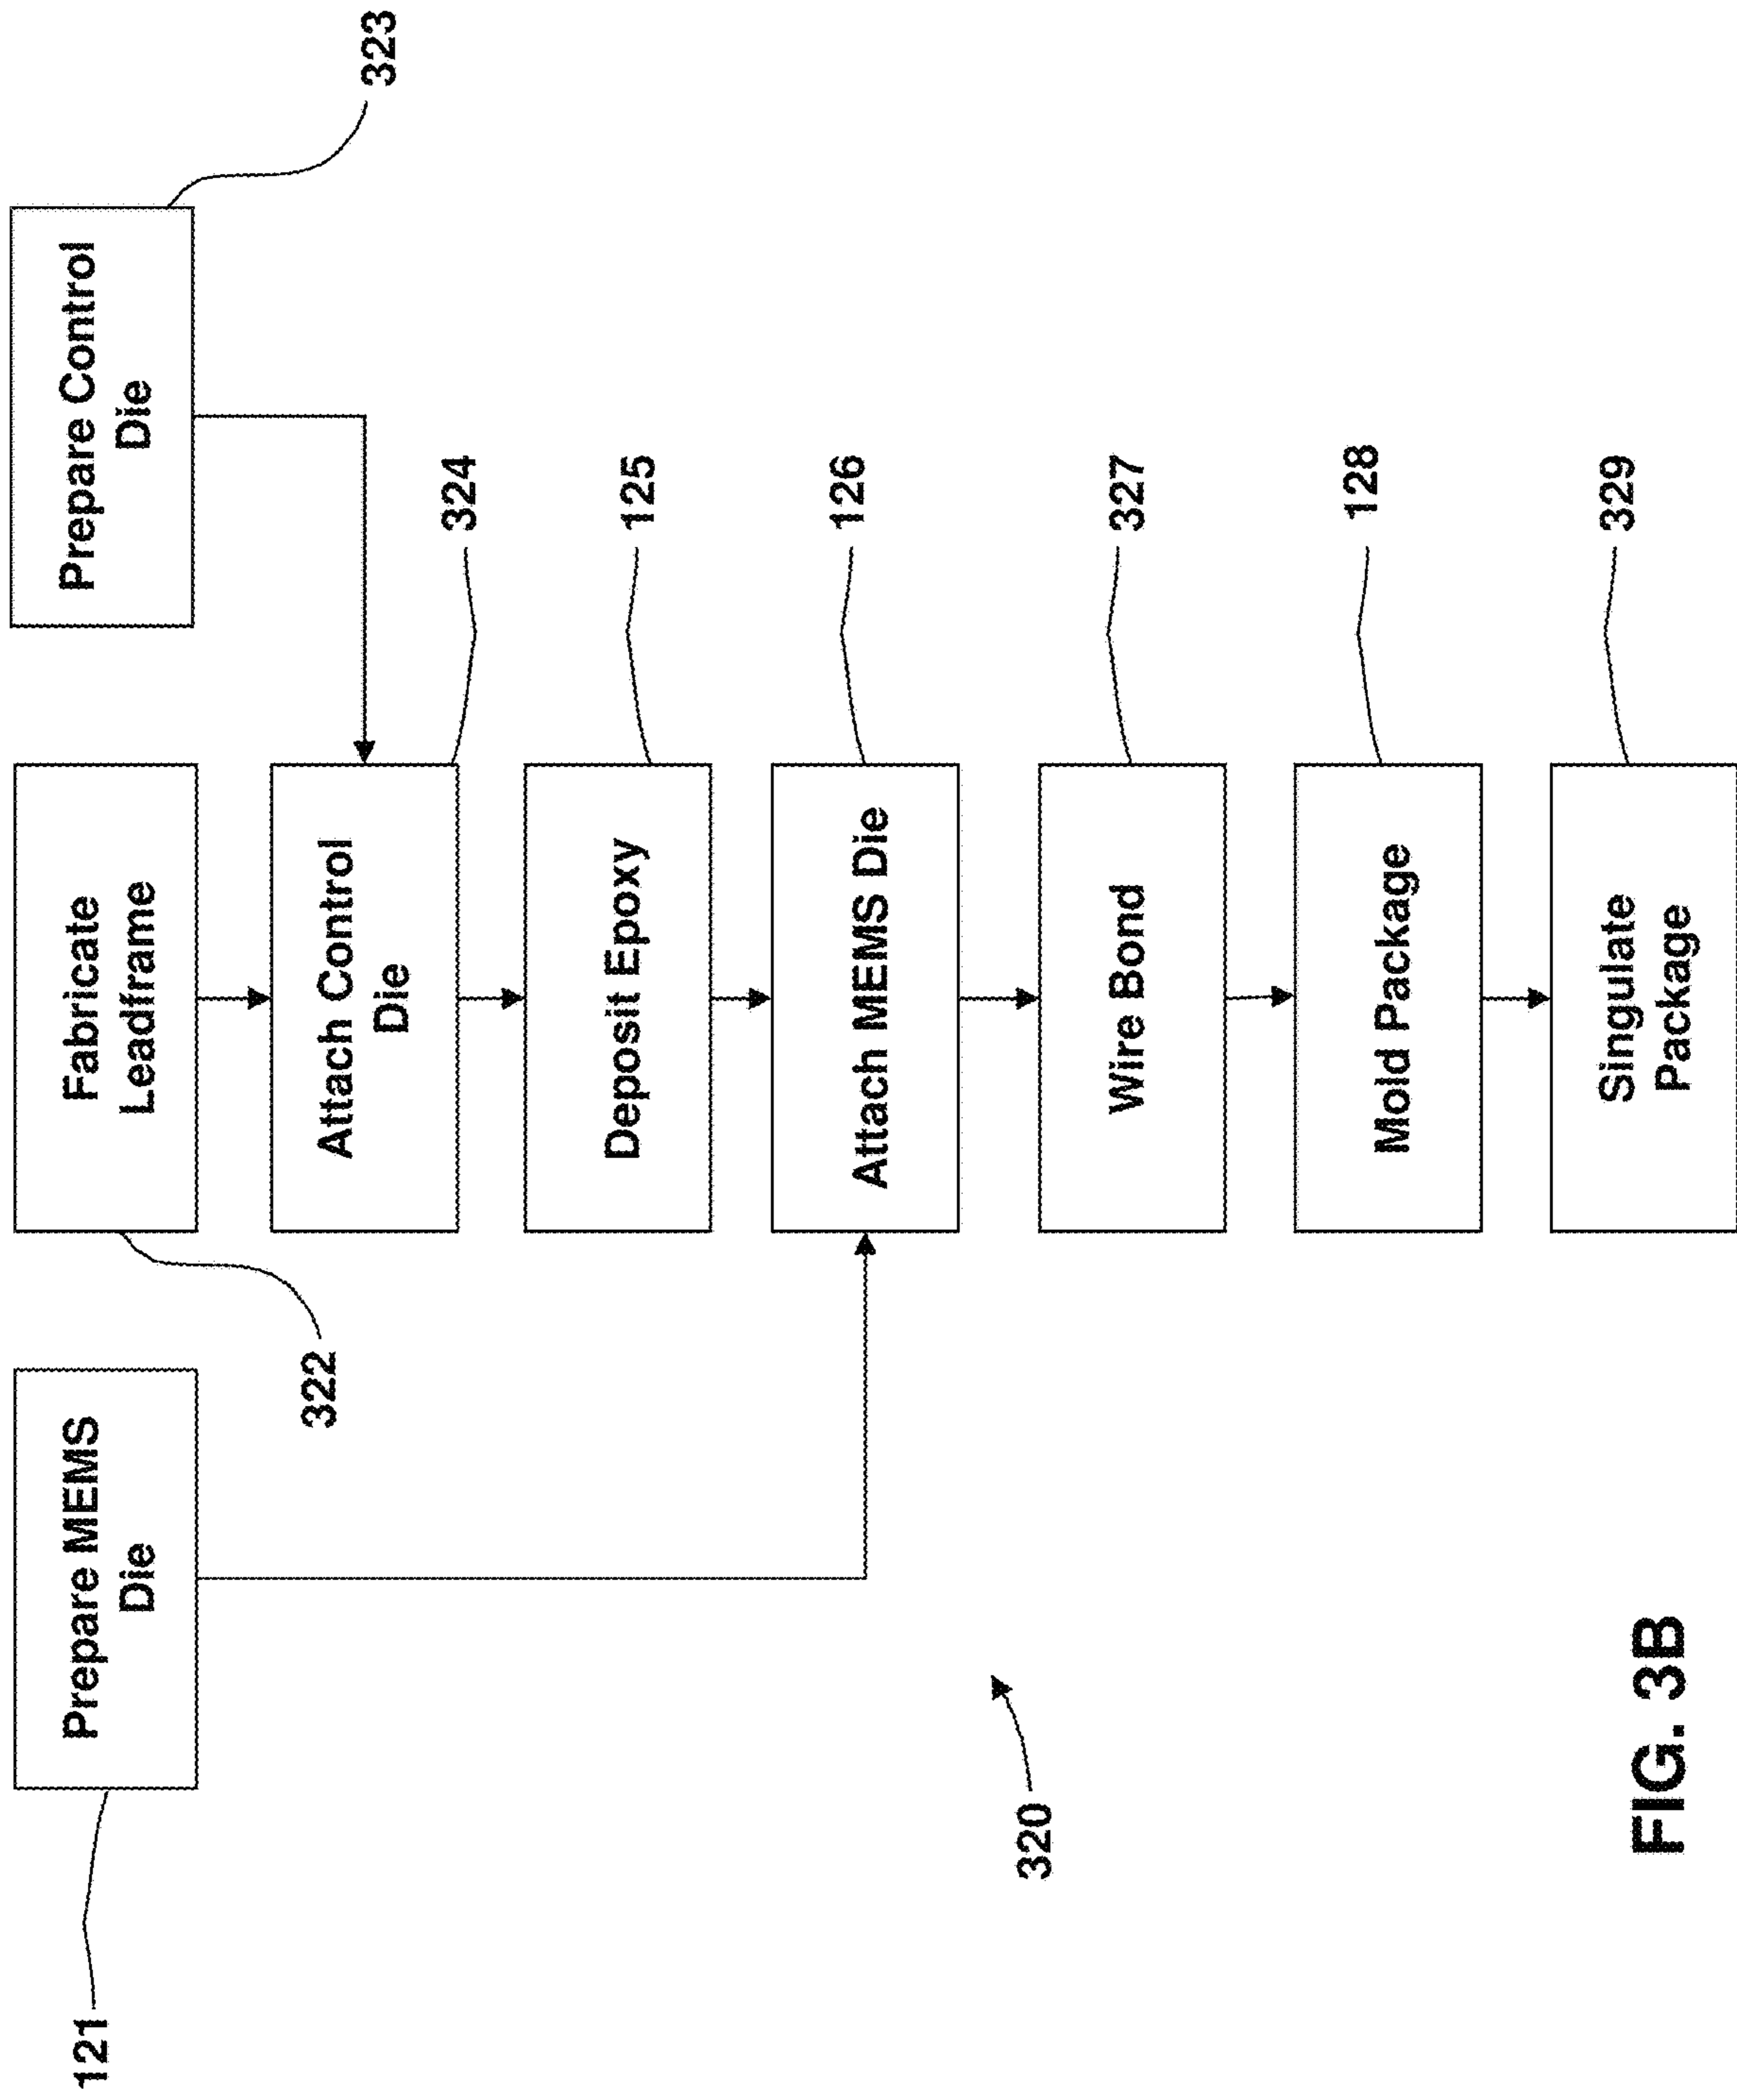 323
Prepare Control
Die
Fabricate
Leadframe
322
Prepare MEMS
Die
121
Attach Control
Die
324
Deposit Epoxy
125
Attach MEMS Die
126
Wire Bond
327
Mold Package
128
Singulate
Package
329
320
FIG. 3B